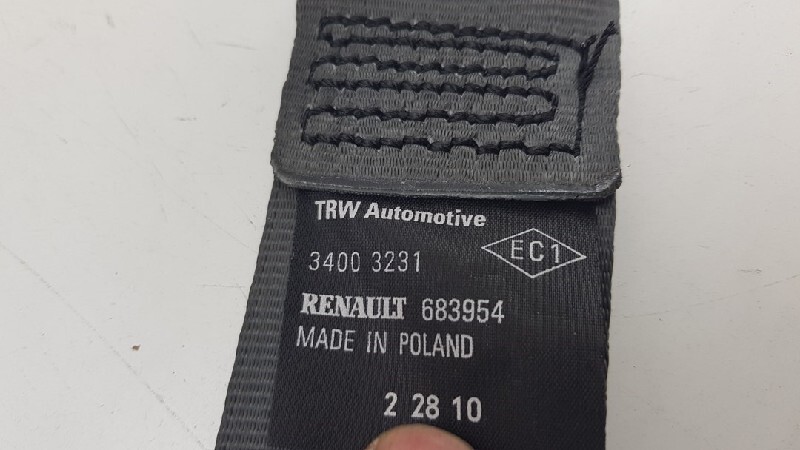 TRW Automotive
3400 3231
EC1
RENAULT 683954
MADE IN POLAND
2 28 10